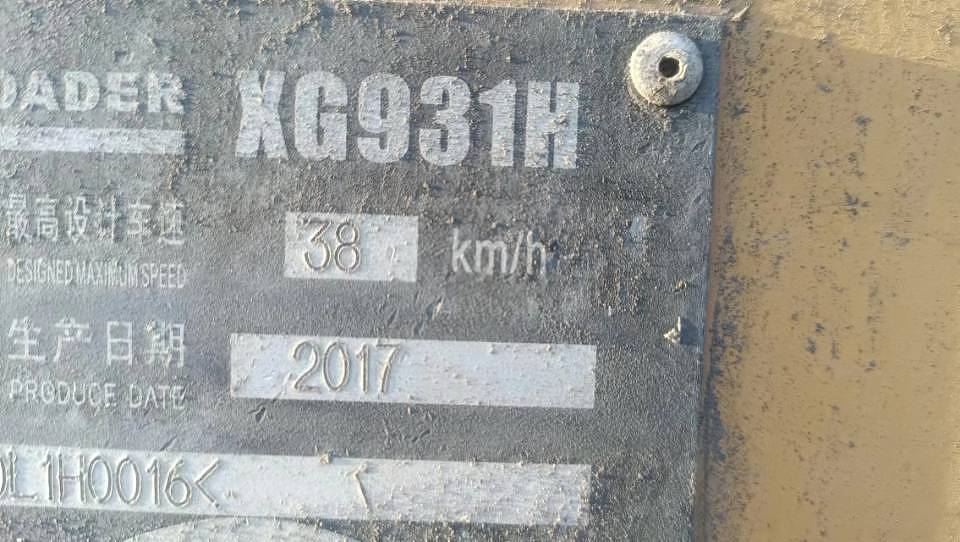 OADER XG931H
最高设计车速 38 km/h
DESIGNED MAXIMUM SPEED
生产日期 2017
PRODUCE DATE
L1H0016<